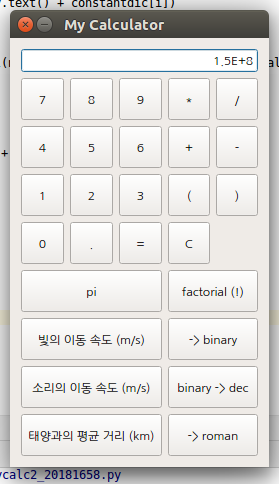 .text() + constantdic[i])
My Calculator
1.5E+8
7 8 9 * /
4 5 6 + -
1 2 3 ( )
0 . = C
pi factorial (!)
빛의 이동 속도 (m/s) -> binary
소리의 이동 속도 (m/s) binary -> dec
태양과의 평균 거리 (km) -> roman
ycalc2_20181658.py